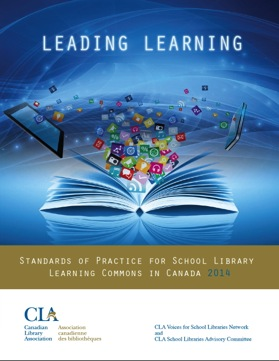 LEADING LEARNING
STANDARDS OF PRACTICE FOR SCHOOL LIBRARY
LEARNING COMMONS IN CANADA 2014
CLA
Canadian Association
Library canadienne
Association des bibliothèques
CLA Voices for School Libraries Network
and
CLA School Libraries Advisory Committee